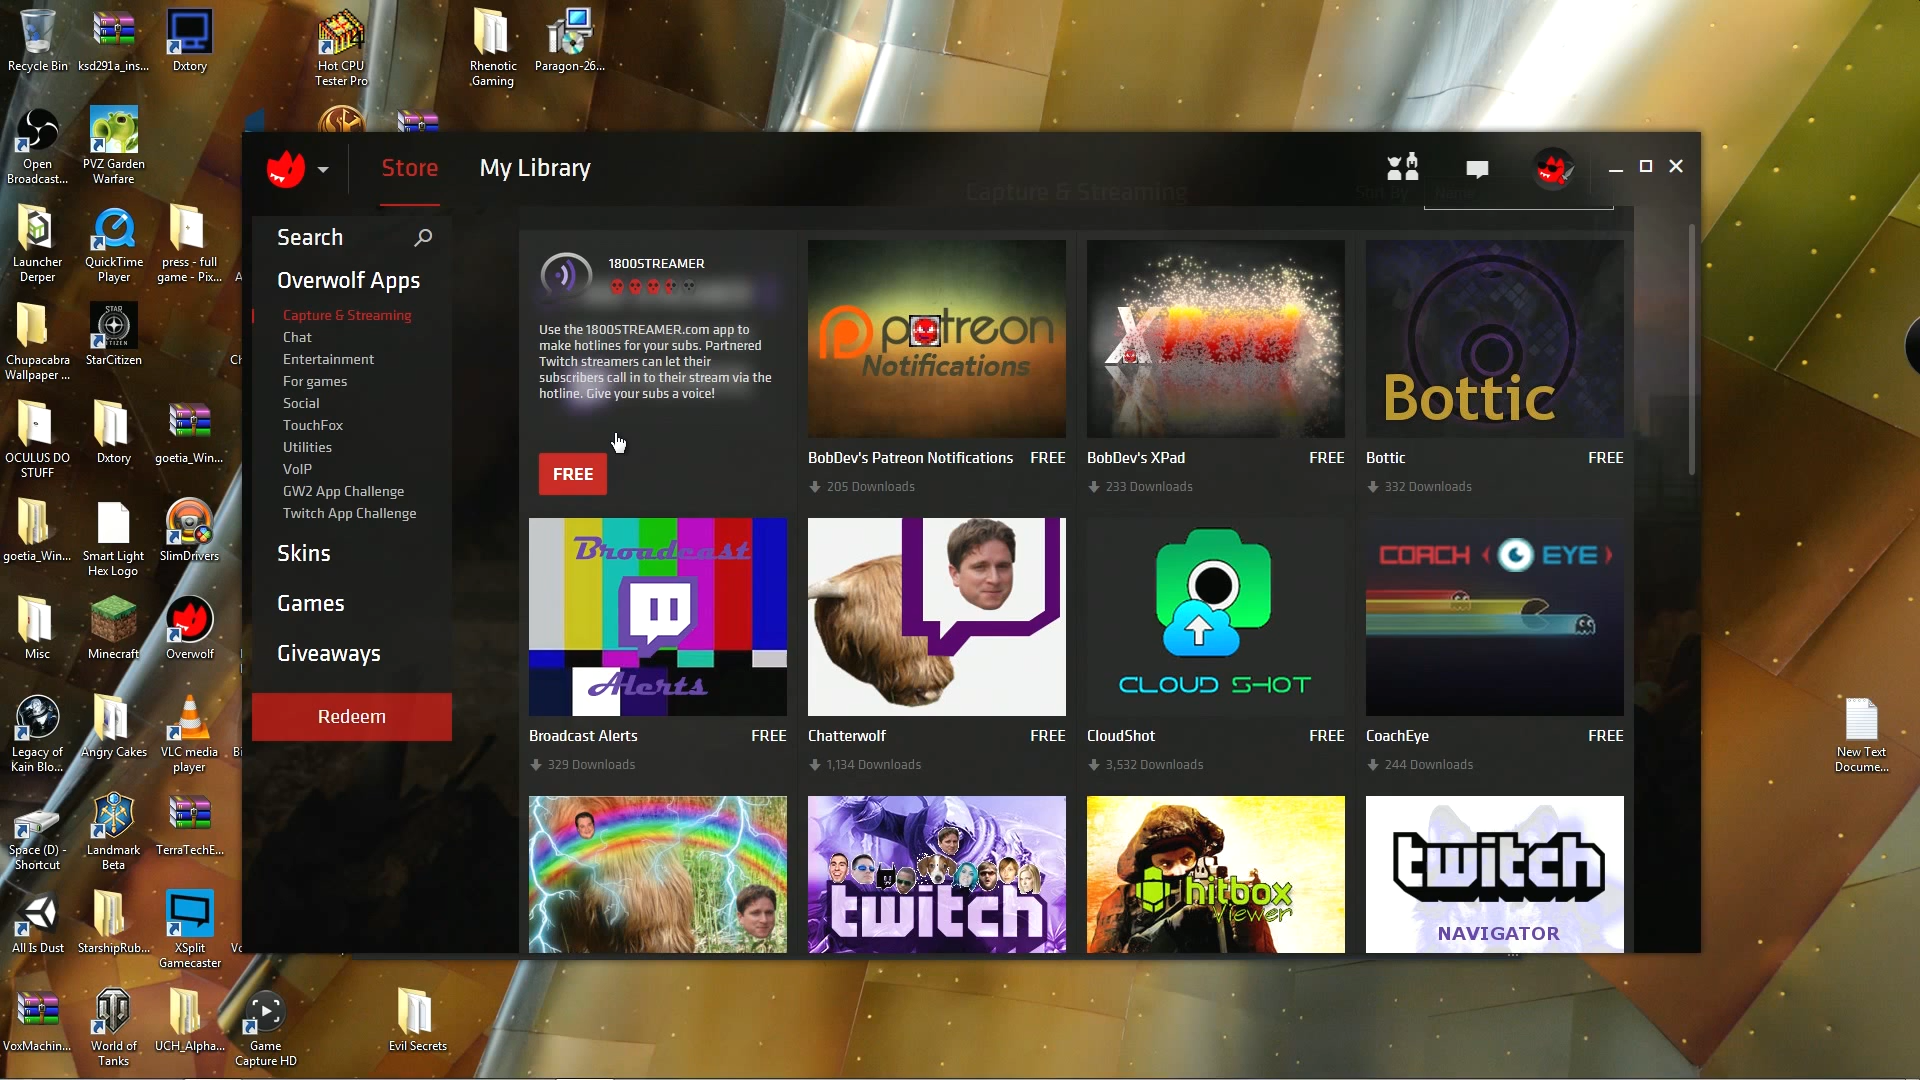 Recycle Bin
ksd291a_ins...
Dxtory
Hot CPU
Tester Pro
4
Rhenotic
Gaming
Paragon-26...
Open
Broadcast...
PVZ Garden
Warfare
Launcher
Derper
QuickTime
Player
press - full
game - Pix...
Chupacabra
Wallpaper ...
STAR
CITIZEN
StarCitizen
OCULUS DO
STUFF
Dxtory
goetia_Win...
goetia_Win...
Smart Light
Hex Logo
SlimDrivers
Misc
Minecraft
Overwolf
Legacy of
Kain Blo...
Angry Cakes
VLC media
player
Space (D) -
Shortcut
Landmark
Beta
TerraTechE...
All Is Dust
StarshipRub...
XSplit
Gamecaster
VoxMachin...
World of
Tanks
UCH_Alpha...
Game
Capture HD
Evil Secrets
New Text
Docume...
Store
My Library
Capture & Streaming
Sort By
Name
Search
Overwolf Apps
Capture & Streaming
Chat
Entertainment
For games
Social
TouchFox
Utilities
VoIP
GW2 App Challenge
Twitch App Challenge
Skins
Games
Giveaways
Redeem
1800STREAMER
Use the 1800STREAMER.com app to
make hotlines for your subs. Partnered
Twitch streamers can let their
subscribers call in to their stream via the
hotline. Give your subs a voice!
FREE
patreon
Notifications
BobDev's Patreon Notifications FREE
205 Downloads
XPad
BobDev's XPad FREE
233 Downloads
Bottic
Bottic FREE
332 Downloads
Broadcast
Alerts
Broadcast Alerts FREE
329 Downloads
Chatterwolf FREE
1,134 Downloads
CLOUD SHOT
CloudShot FREE
3,532 Downloads
COACH EYE
CoachEye FREE
244 Downloads
twitch
hitbox
viewer
twitch
NAVIGATOR